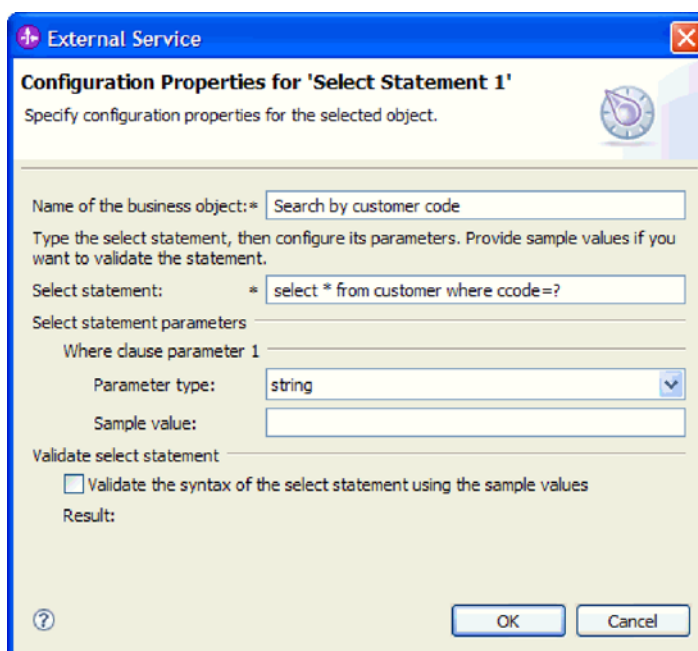 External Service
Configuration Properties for 'Select Statement 1'
Specify configuration properties for the selected object.
Name of the business object:* Search by customer code
Type the select statement, then configure its parameters. Provide sample values if you
want to validate the statement.
Select statement: * select * from customer where ccode=?
Select statement parameters
Where clause parameter 1
Parameter type: string
Sample value:
Validate select statement
Validate the syntax of the select statement using the sample values
Result:
? OK Cancel